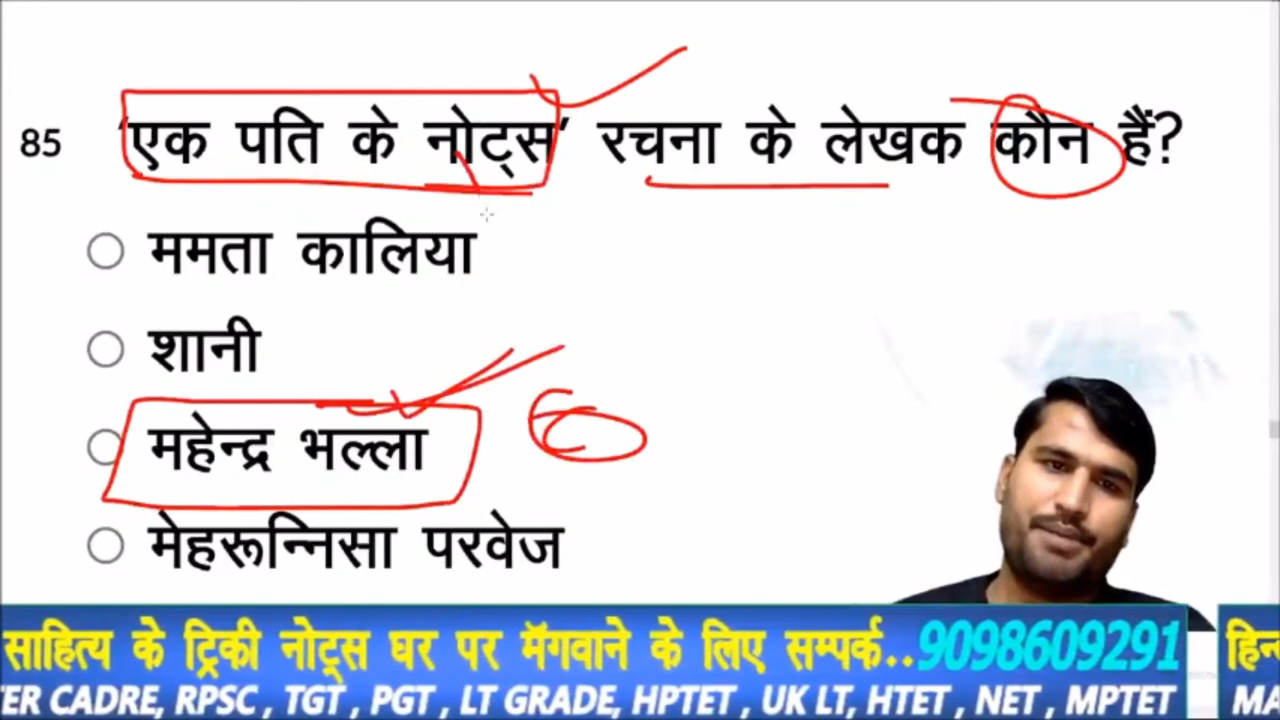 85 'एक पति के नोट्स' रचना के लेखक कौन हैं?
ममता कालिया
शानी
महेन्द्र भल्ला
मेहरून्निसा परवेज
साहित्य के ट्रिकी नोट्स घर पर मॅगवाने के लिए सम्पर्क..9098609291
TER CADRE, RPSC , TGT , PGT , LT GRADE, HPTET , UK LT, HTET , NET , MPTET